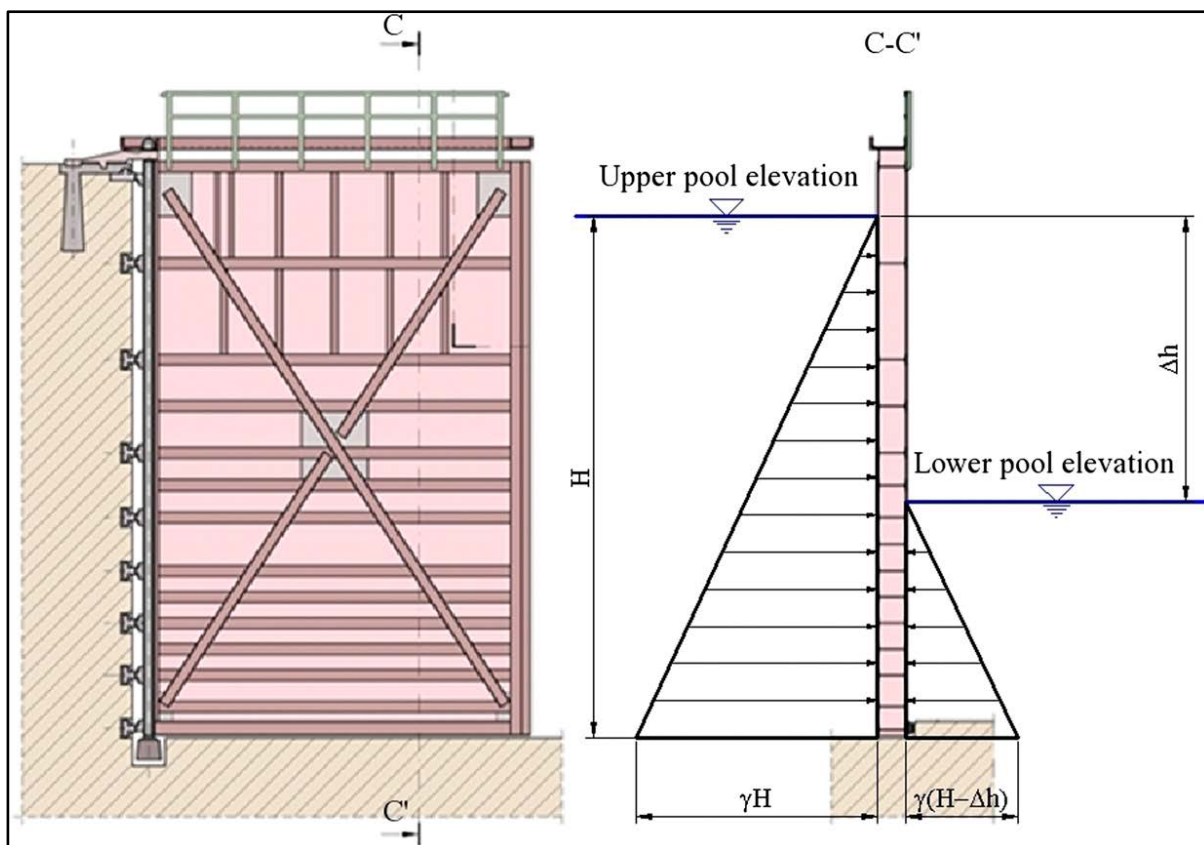 C
C-C'
Upper pool elevation
H
Δh
Lower pool elevation
γH
γ(H−Δh)
C'